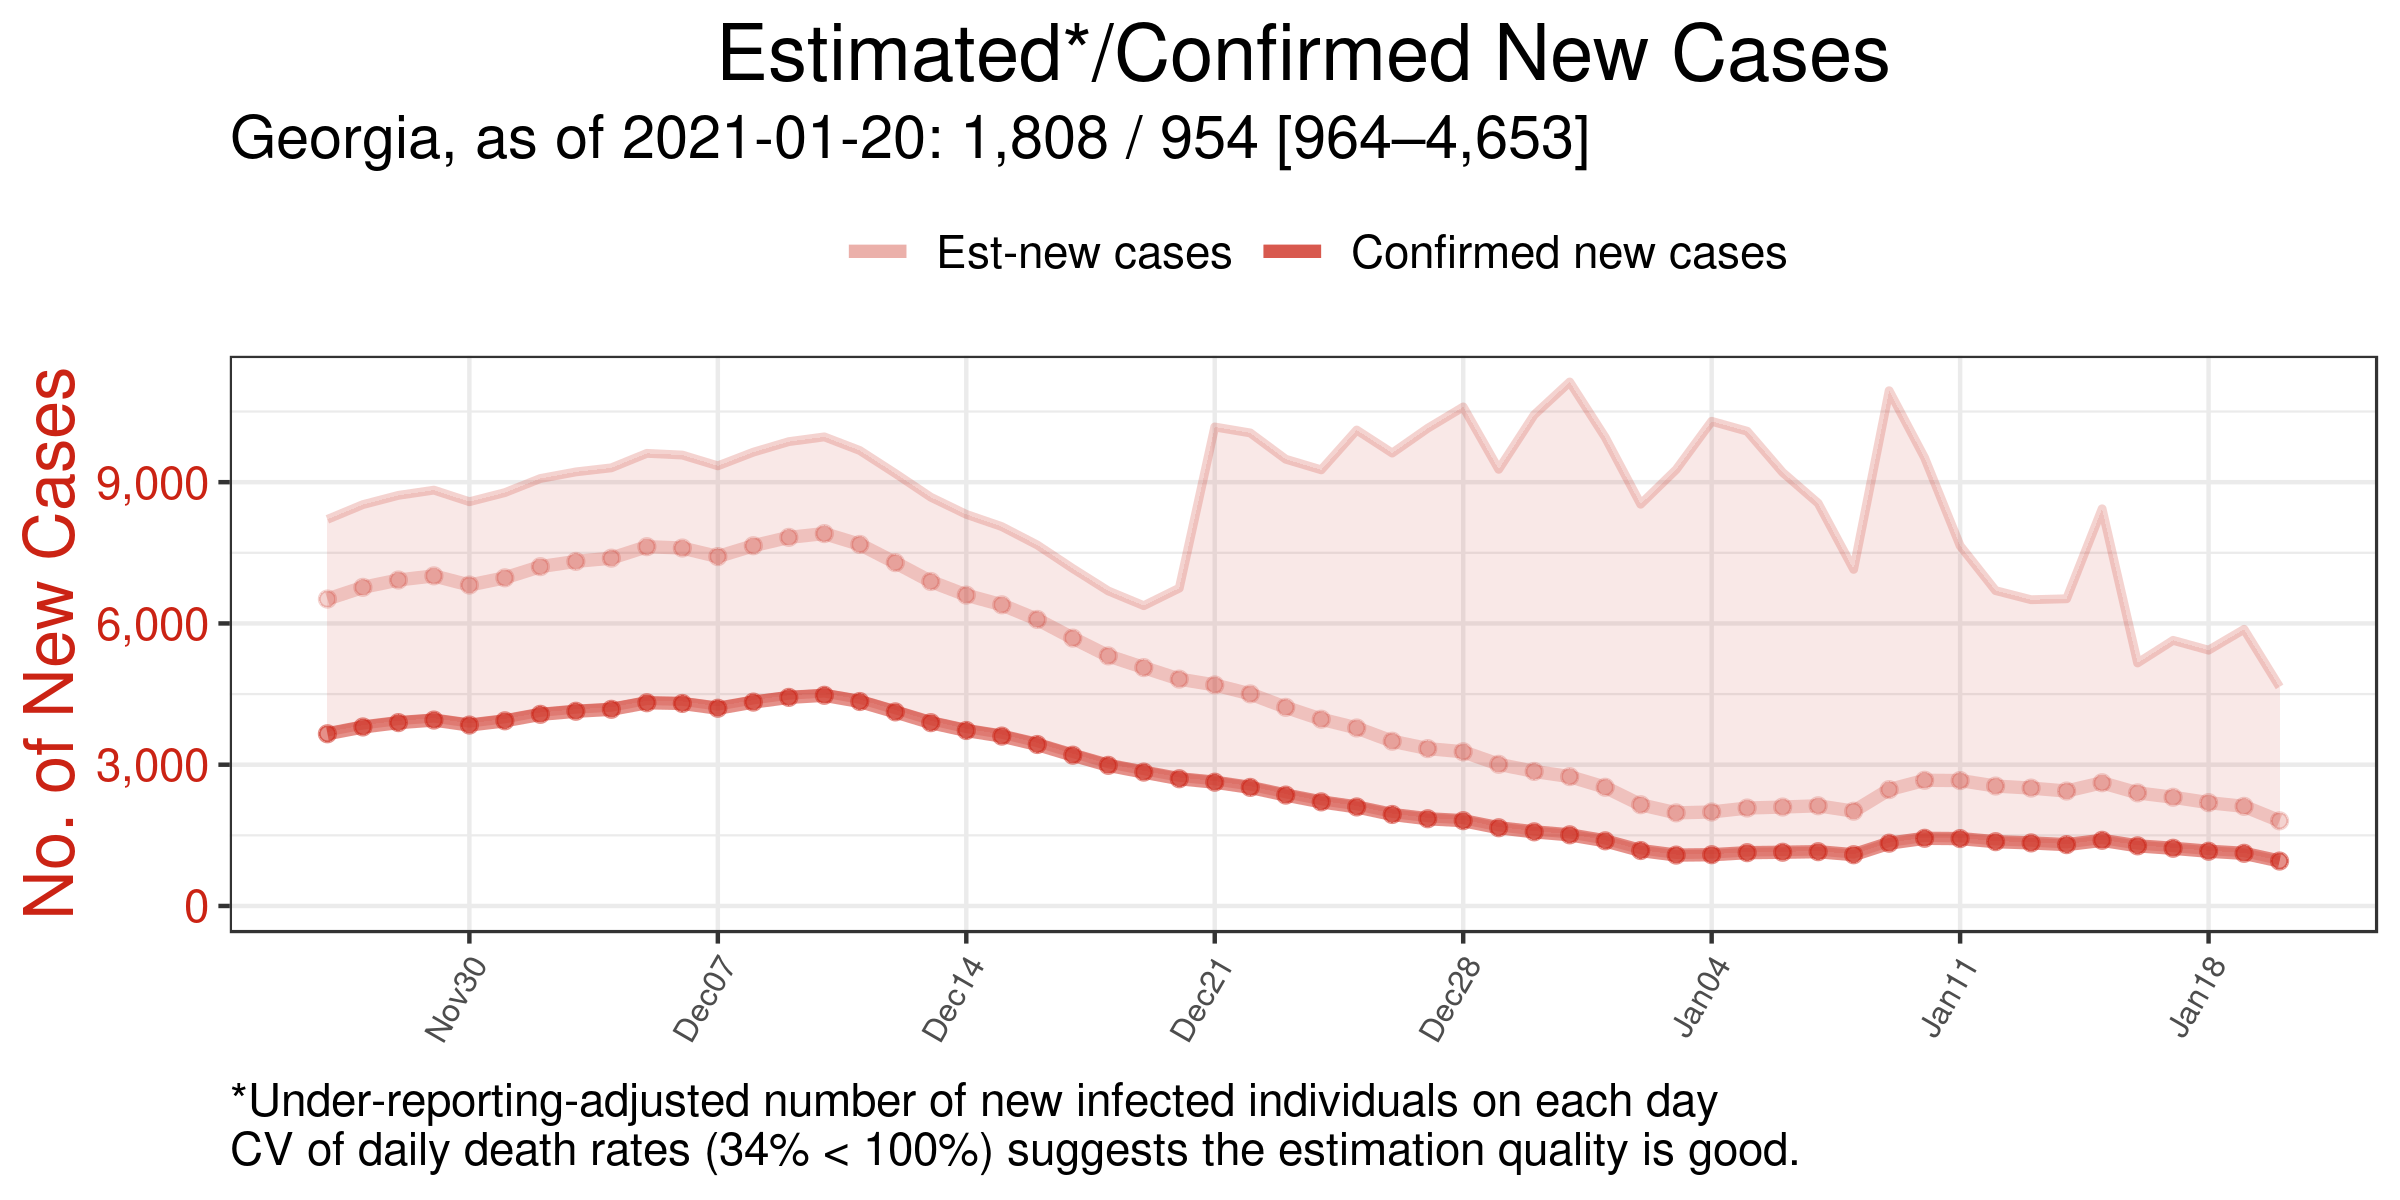 Estimated*/Confirmed New Cases
Georgia, as of 2021-01-20: 1,808 / 954 [964–4,653]
Est-new cases
Confirmed new cases
No. of New Cases
9,000
6,000
3,000
0
Nov30
Dec07
Dec14
Dec21
Dec28
Jan04
Jan11
Jan18
*Under-reporting-adjusted number of new infected individuals on each day
CV of daily death rates (34% < 100%) suggests the estimation quality is good.